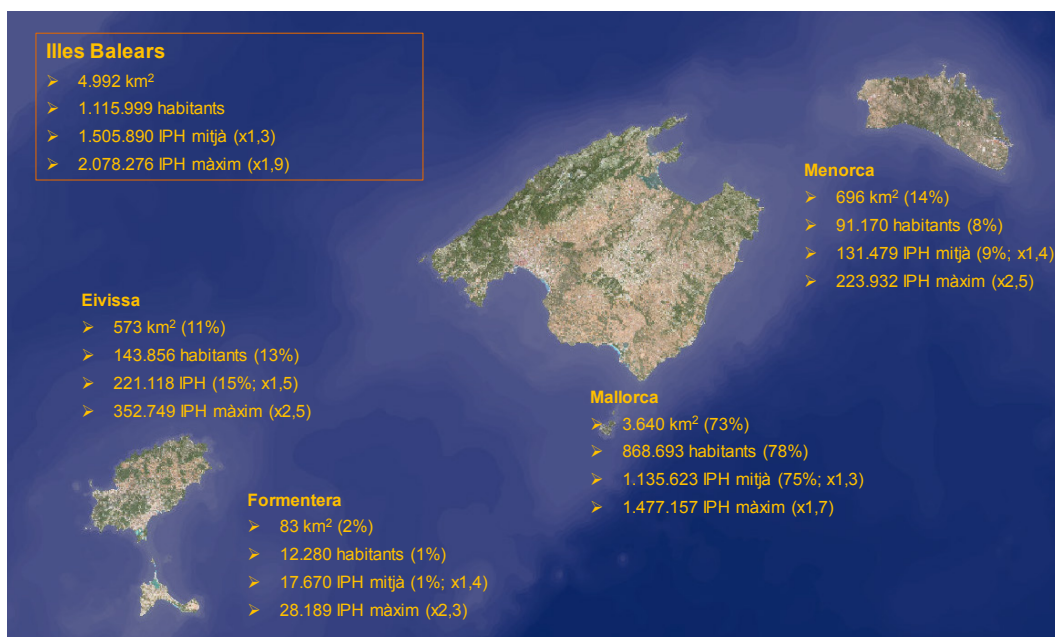 Illes Balears
➢ 4.992 km²
➢ 1.115.999 habitants
➢ 1.505.890 IPH mitjà (x1,3)
➢ 2.078.276 IPH màxim (x1,9)
Menorca
➢ 696 km² (14%)
➢ 91.170 habitants (8%)
➢ 131.479 IPH mitjà (9%; x1,4)
➢ 223.932 IPH màxim (x2,5)
Eivissa
➢ 573 km² (11%)
➢ 143.856 habitants (13%)
➢ 221.118 IPH (15%; x1,5)
➢ 352.749 IPH màxim (x2,5)
Mallorca
➢ 3.640 km² (73%)
➢ 868.693 habitants (78%)
➢ 1.135.623 IPH mitjà (75%; x1,3)
➢ 1.477.157 IPH màxim (x1,7)
Formentera
➢ 83 km² (2%)
➢ 12.280 habitants (1%)
➢ 17.670 IPH mitjà (1%; x1,4)
➢ 28.189 IPH màxim (x2,3)